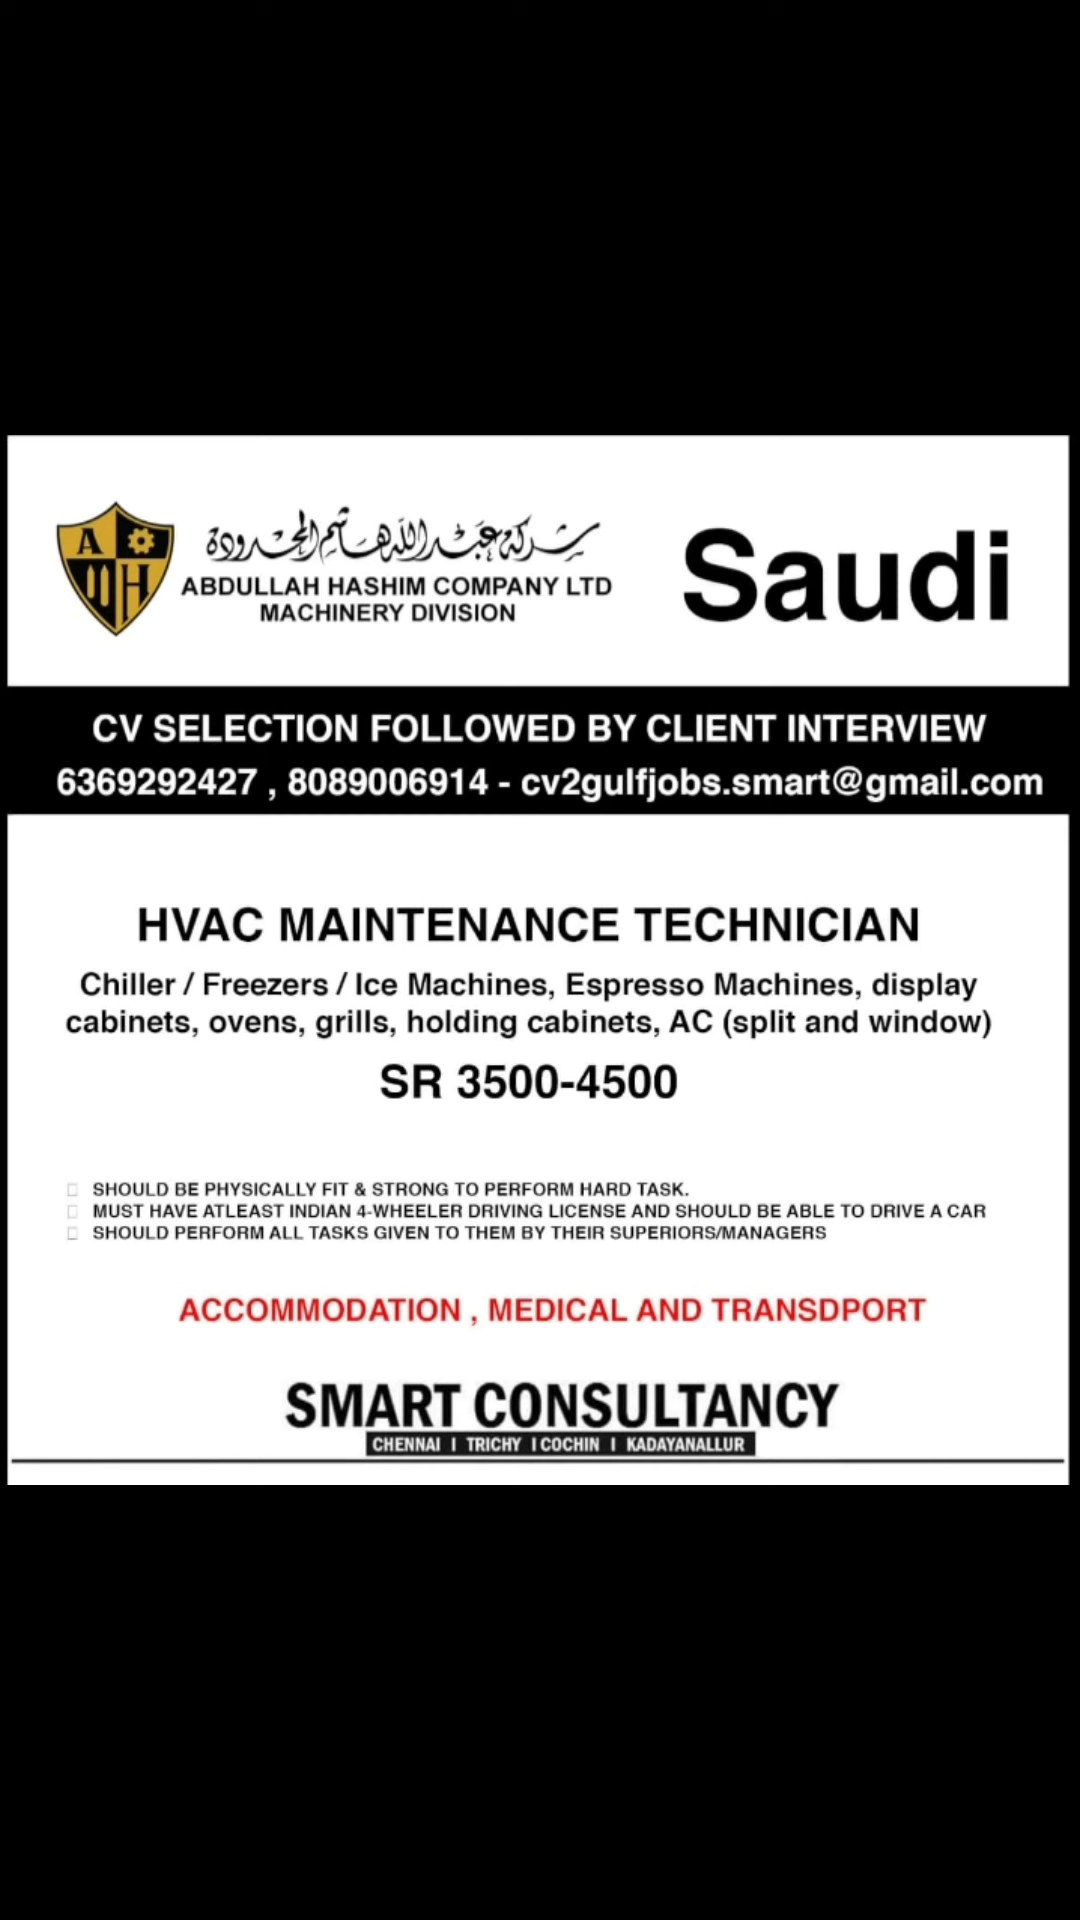 A
H
شركة عبد الله هاشم المحدودة
ABDULLAH HASHIM COMPANY LTD
MACHINERY DIVISION
Saudi
CV SELECTION FOLLOWED BY CLIENT INTERVIEW
6369292427 , 8089006914 - cv2gulfjobs.smart@gmail.com
HVAC MAINTENANCE TECHNICIAN
Chiller / Freezers / Ice Machines, Espresso Machines, display
cabinets, ovens, grills, holding cabinets, AC (split and window)
SR 3500-4500
SHOULD BE PHYSICALLY FIT & STRONG TO PERFORM HARD TASK.
MUST HAVE ATLEAST INDIAN 4-WHEELER DRIVING LICENSE AND SHOULD BE ABLE TO DRIVE A CAR
SHOULD PERFORM ALL TASKS GIVEN TO THEM BY THEIR SUPERIORS/MANAGERS
ACCOMMODATION , MEDICAL AND TRANSDPORT
SMART CONSULTANCY
CHENNAI I TRICHY I COCHIN I KADAYANALLUR